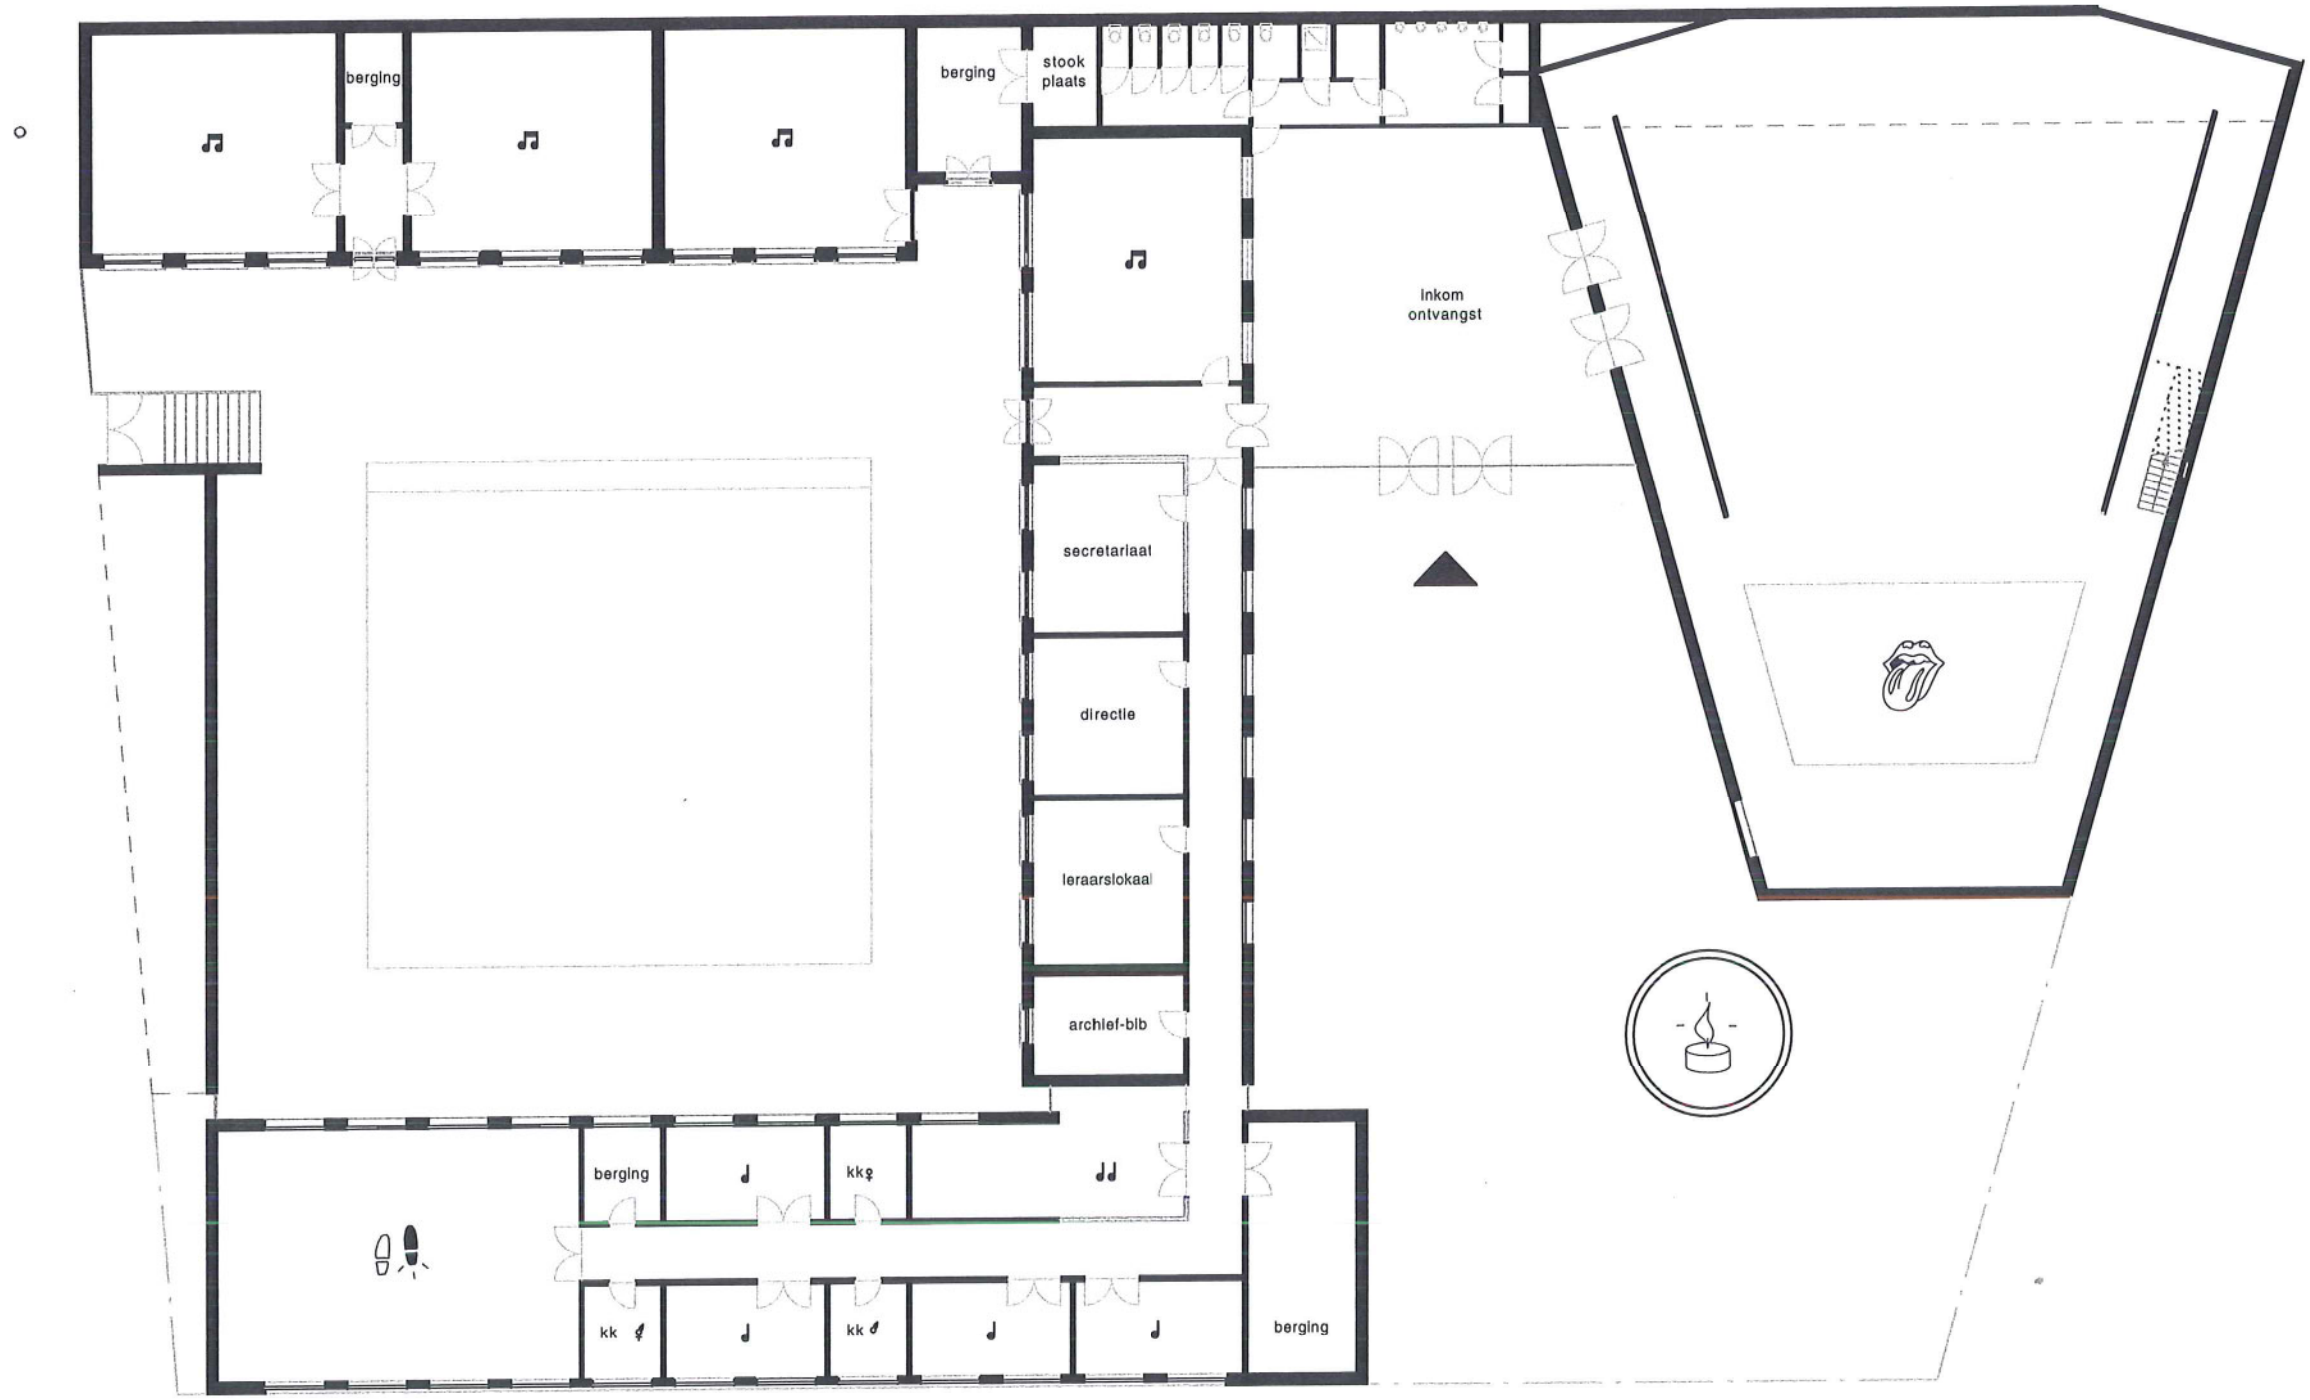 berging
berging
stook
plaats
inkom
ontvangst
secretariaat
directie
leraarslokaal
archief-bib
berging
kk♀
kk
kk
berging